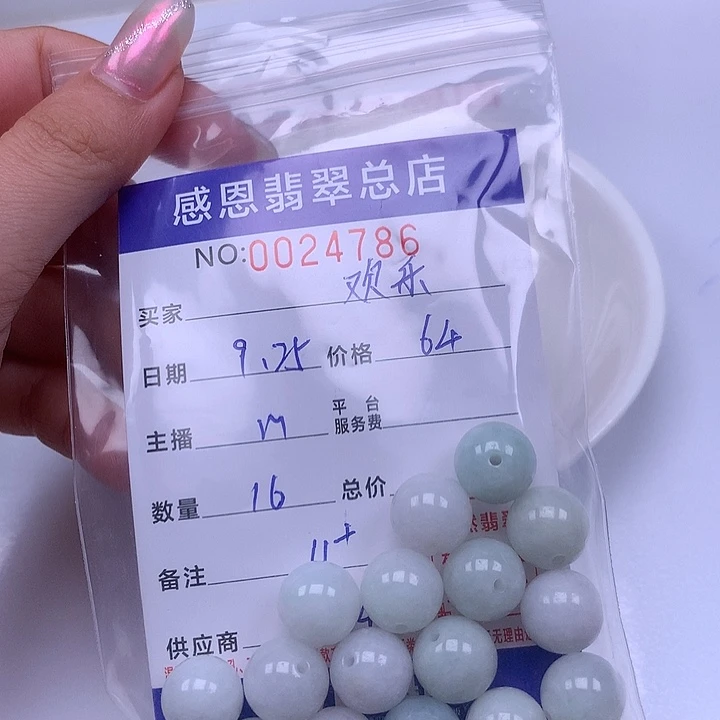 感恩翡翠总店
NO:0024786
买家 欢乐
日期 9.25 价格 64
主播 m 平台
服务费
数量 16 总价
备注 11+
供应商